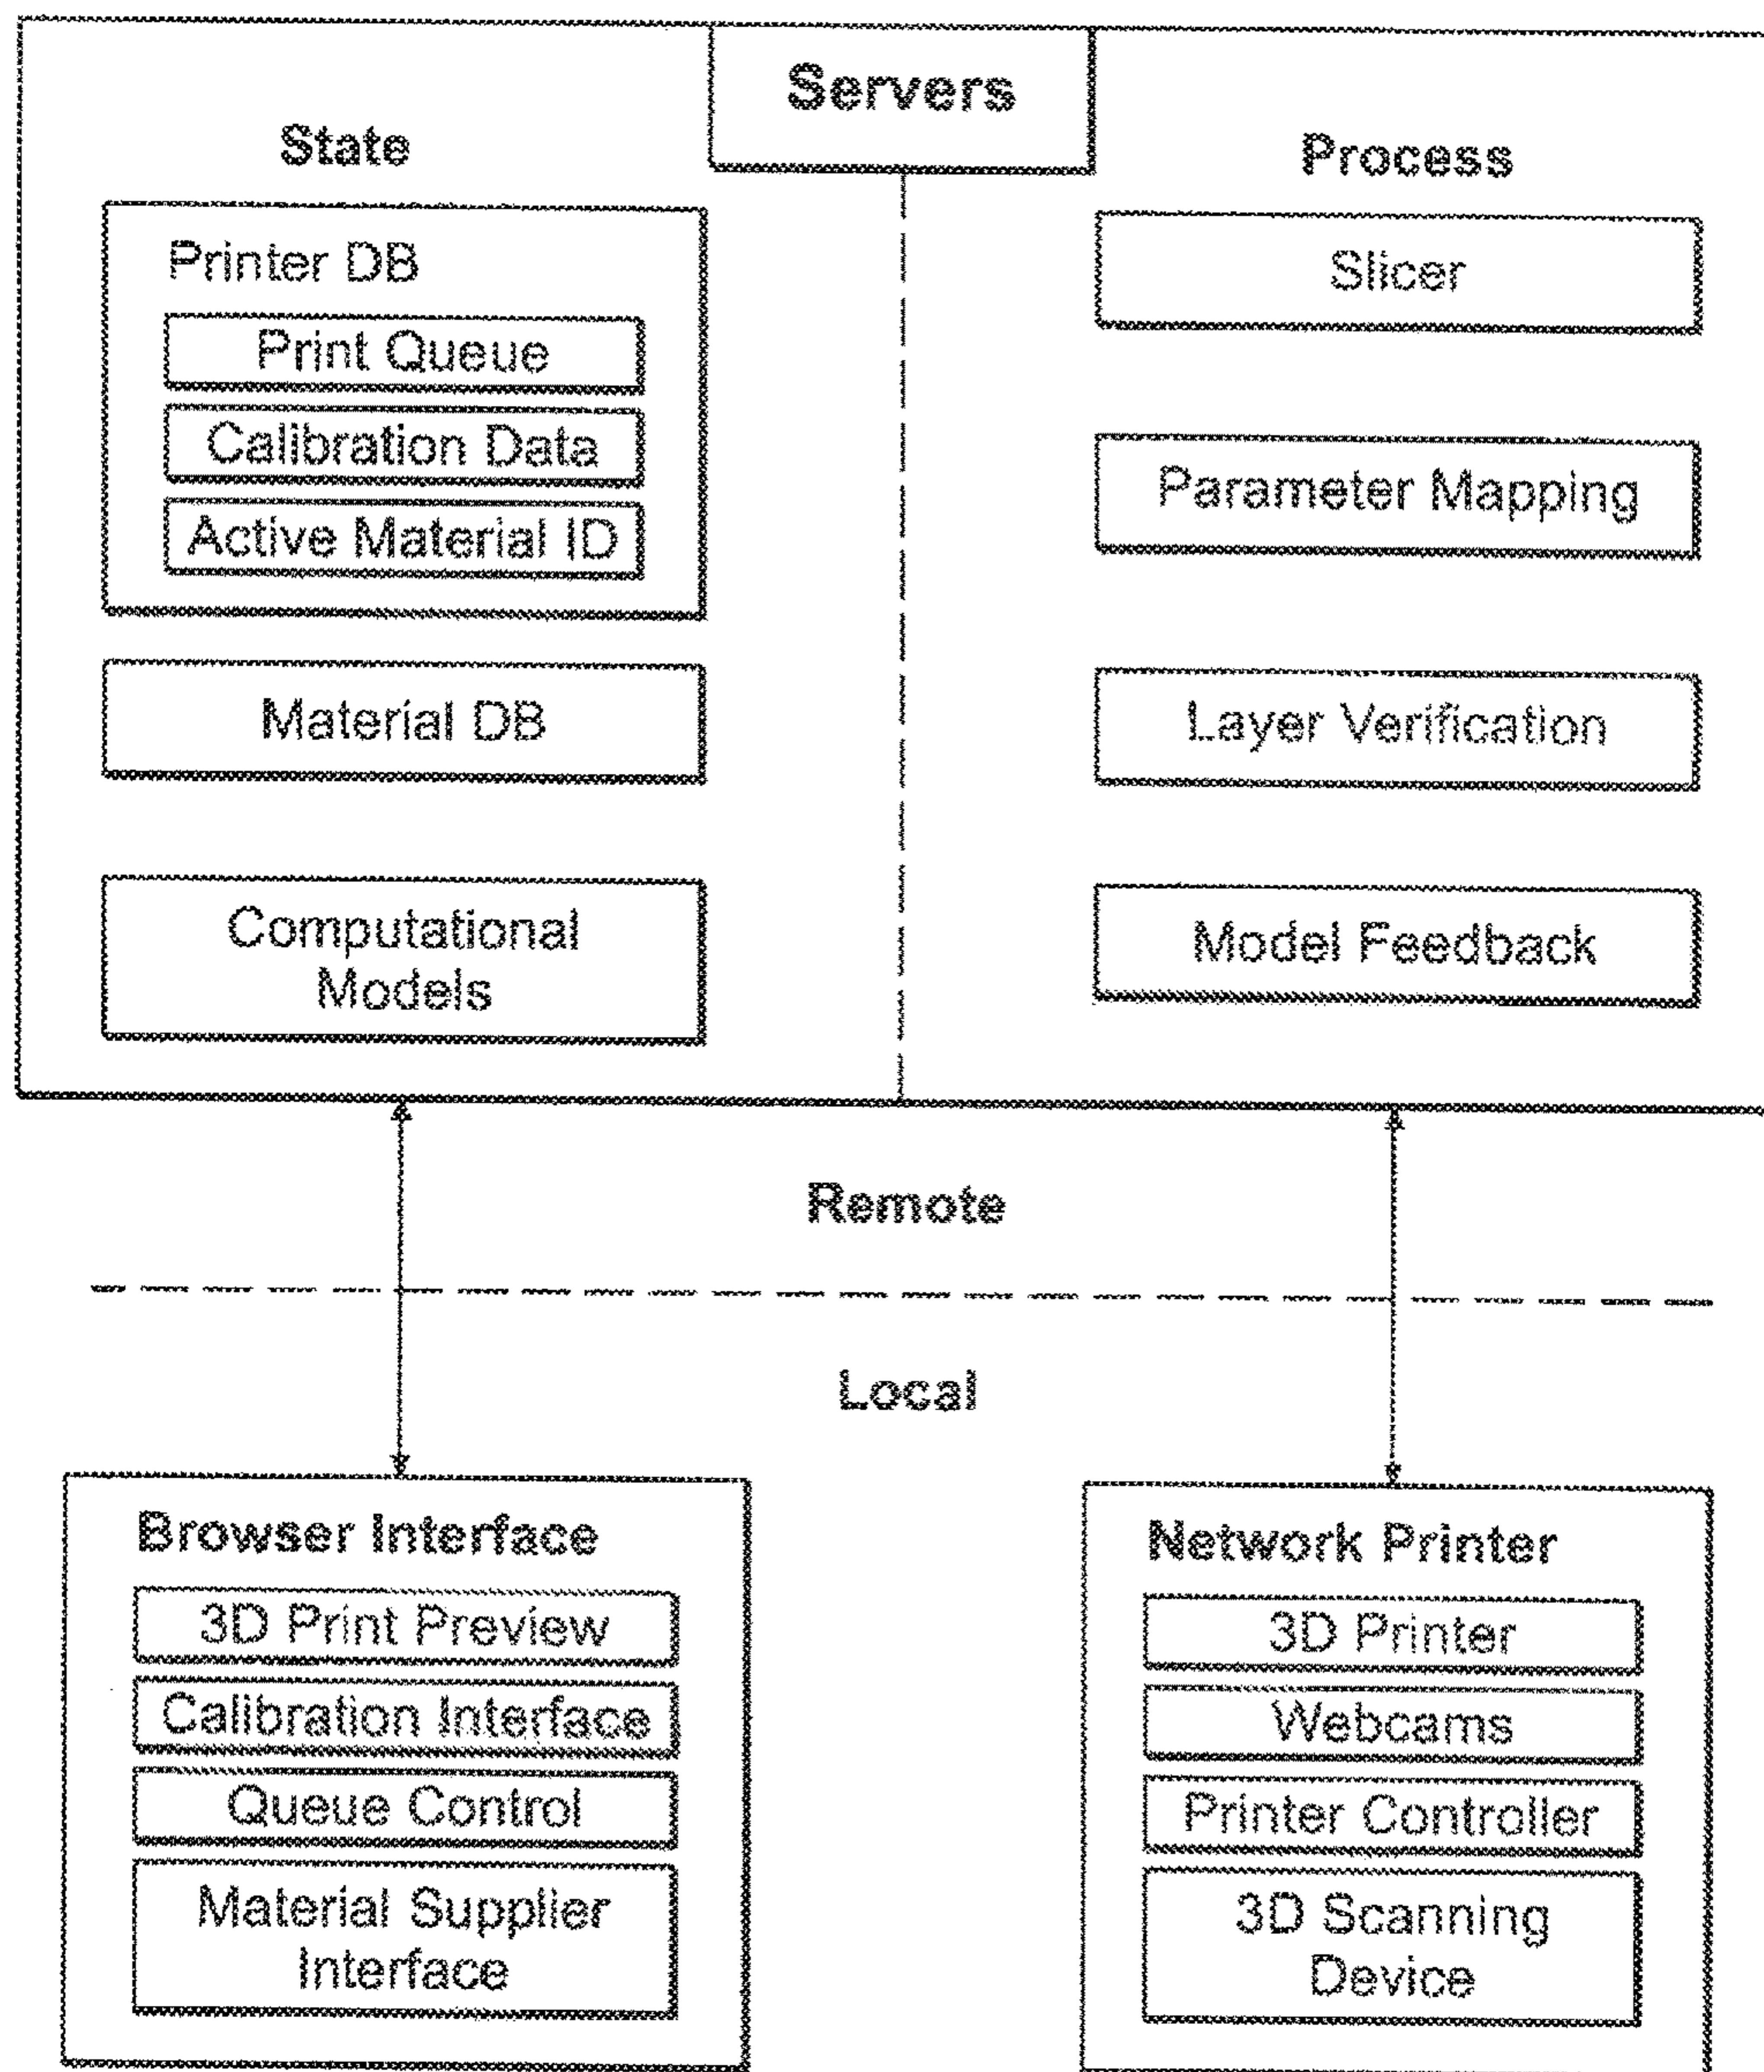 Servers
State
Printer DB
Print Queue
Calibration Data
Active Material ID
Material DB
Computational
Models
Process
Slicer
Parameter Mapping
Layer Verification
Model Feedback
Remote
Local
Browser Interface
3D Print Preview
Calibration Interface
Queue Control
Material Supplier
Interface
Network Printer
3D Printer
Webcams
Printer Controller
3D Scanning
Device